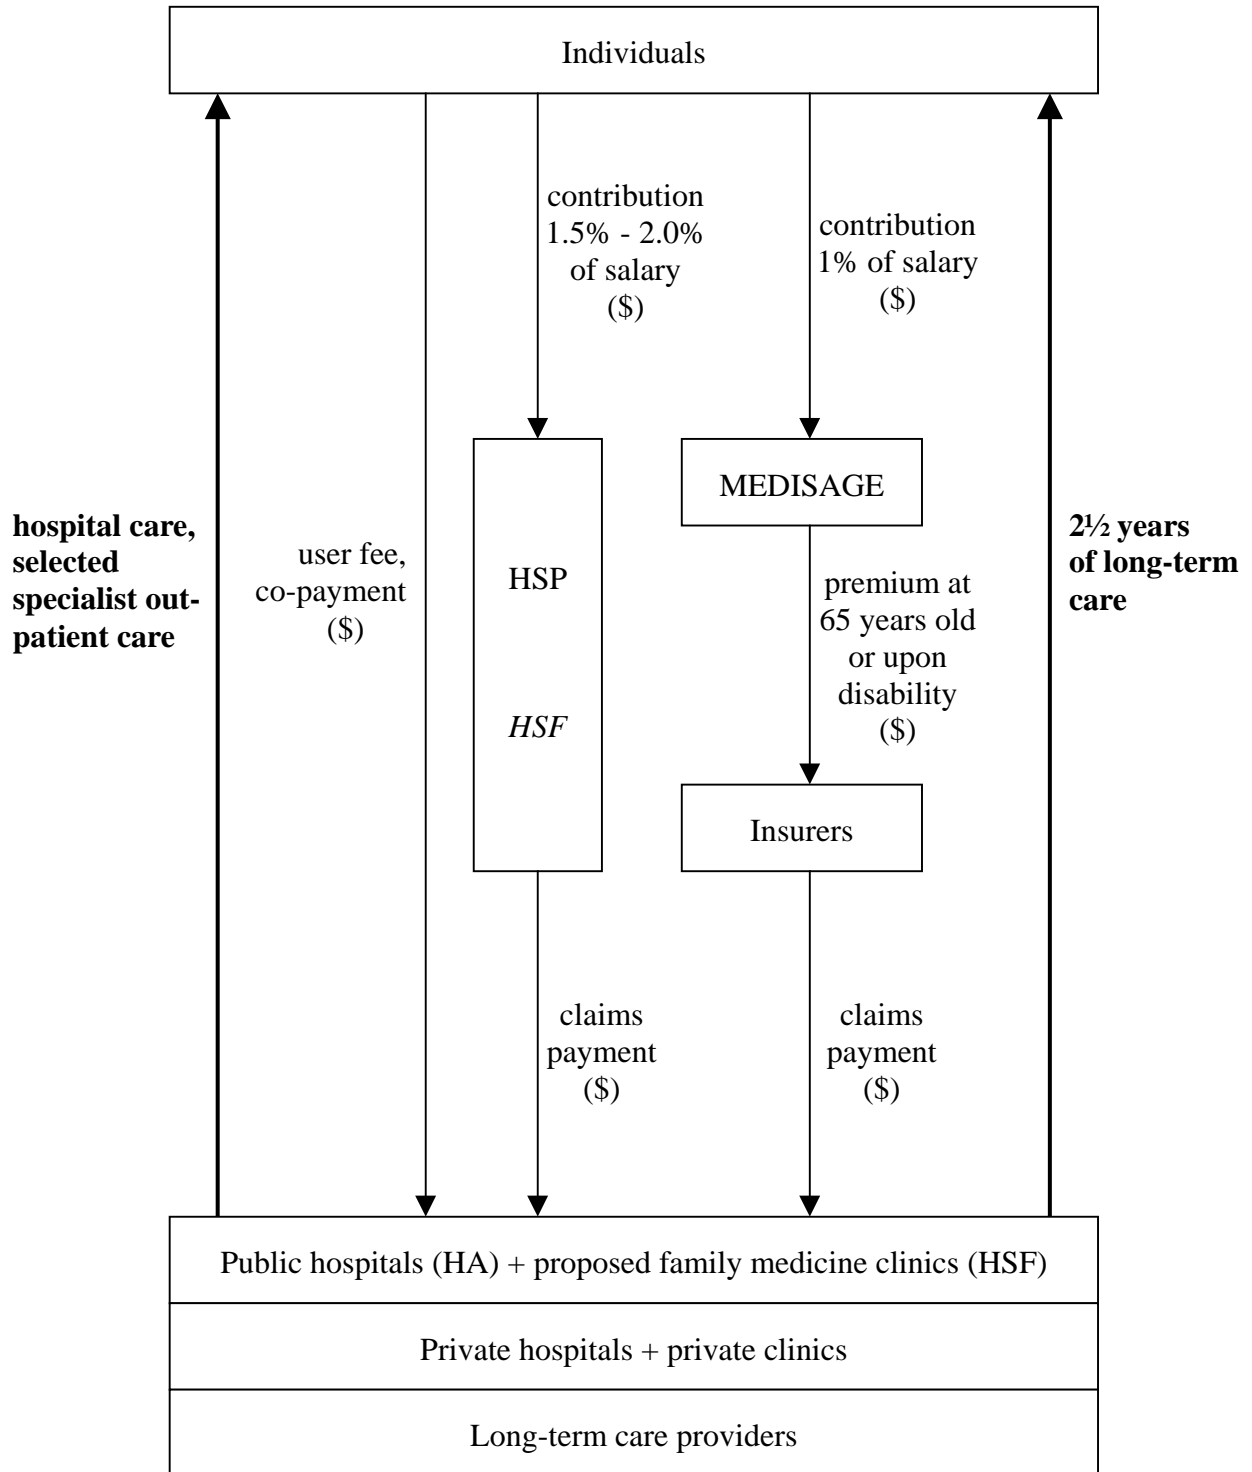 Individuals
contribution
1.5% - 2.0%
of salary
($)
contribution
1% of salary
($)
hospital care,
selected
specialist out-
patient care
user fee,
co-payment
($)
HSP
HSF
MEDISAGE
premium at
65 years old
or upon
disability
($)
Insurers
2½ years
of long-term
care
claims
payment
($)
claims
payment
($)
Public hospitals (HA) + proposed family medicine clinics (HSF)
Private hospitals + private clinics
Long-term care providers